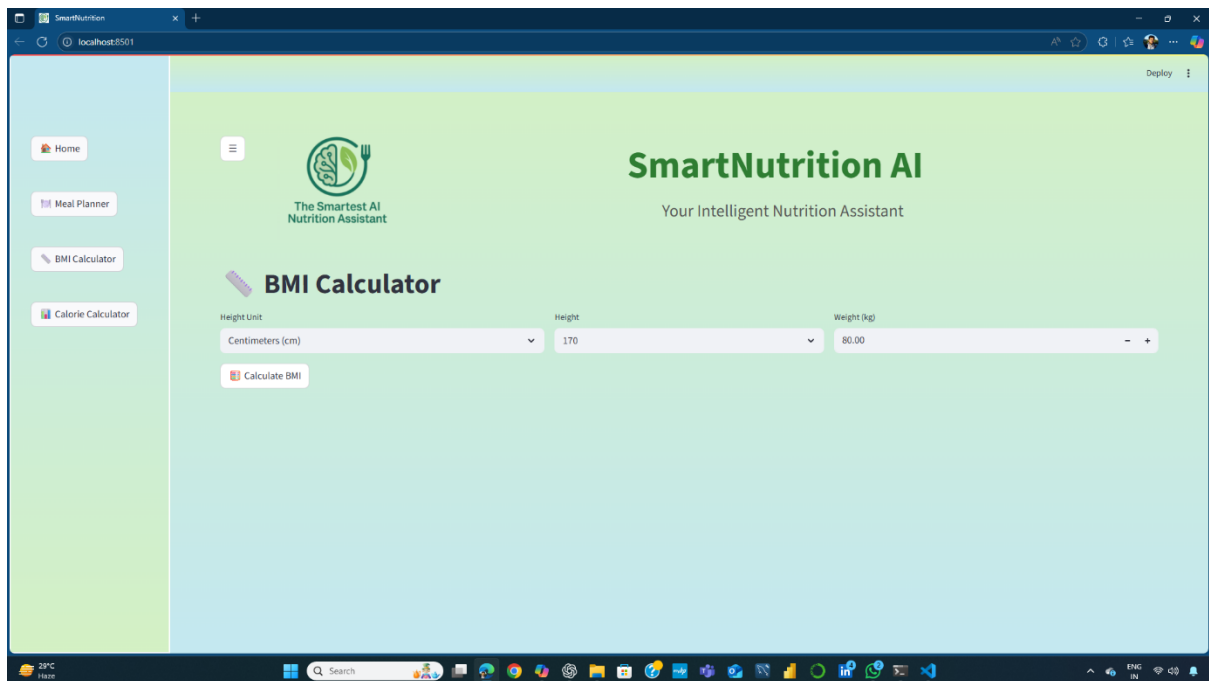 SmartNutrition
localhost:8501
Deploy
Home
Meal Planner
BMI Calculator
Calorie Calculator
The Smartest AI
Nutrition Assistant
SmartNutrition AI
Your Intelligent Nutrition Assistant
BMI Calculator
Height Unit
Height
Weight (kg)
Centimeters (cm)
170
80.00
- +
Calculate BMI
29°C
Haze
Search
ENG
IN